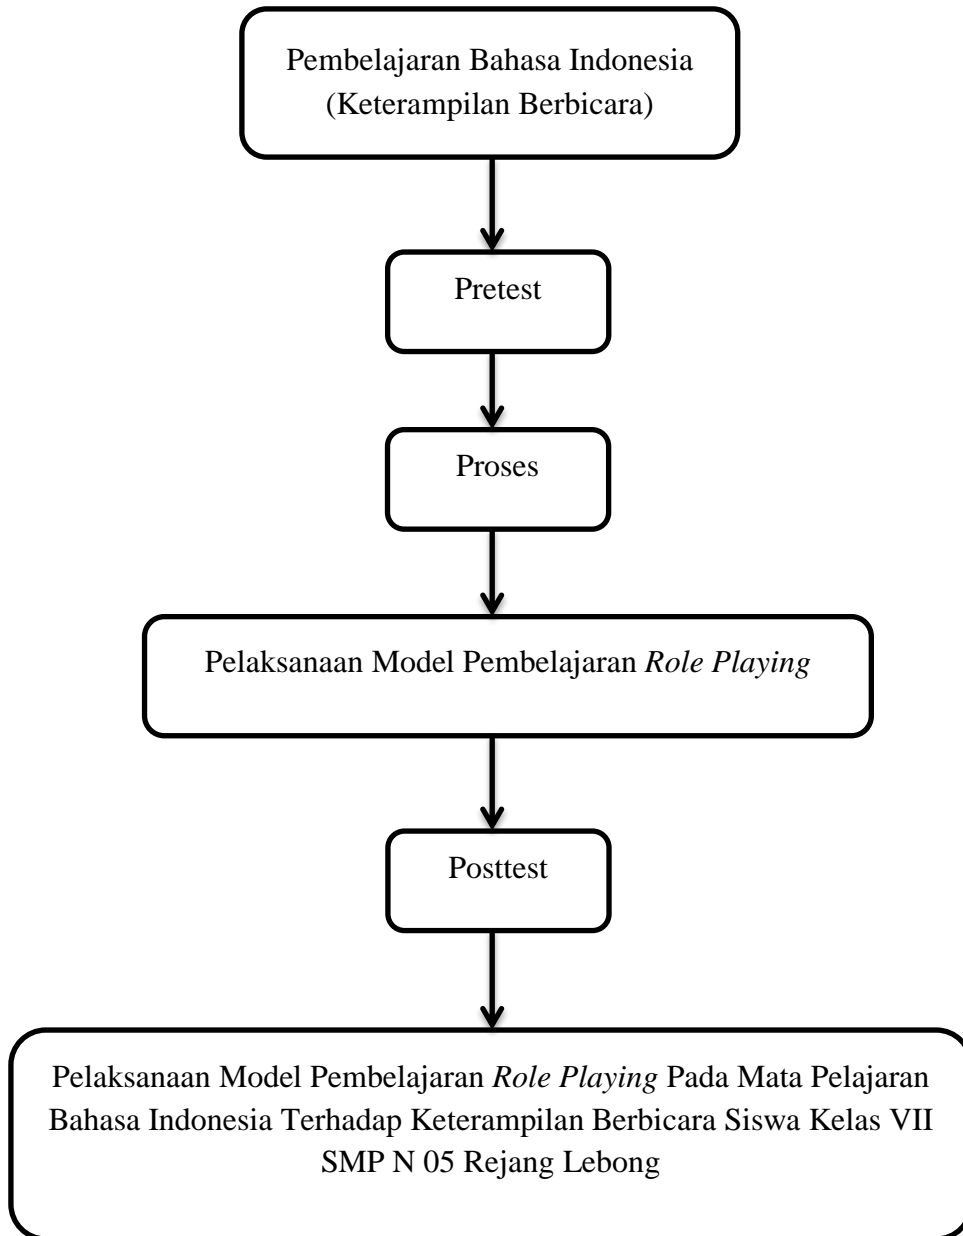 Pembelajaran Bahasa Indonesia
(Keterampilan Berbicara)
Pretest
Proses
Pelaksanaan Model Pembelajaran Role Playing
Posttest
Pelaksanaan Model Pembelajaran Role Playing Pada Mata Pelajaran
Bahasa Indonesia Terhadap Keterampilan Berbicara Siswa Kelas VII
SMP N 05 Rejang Lebong